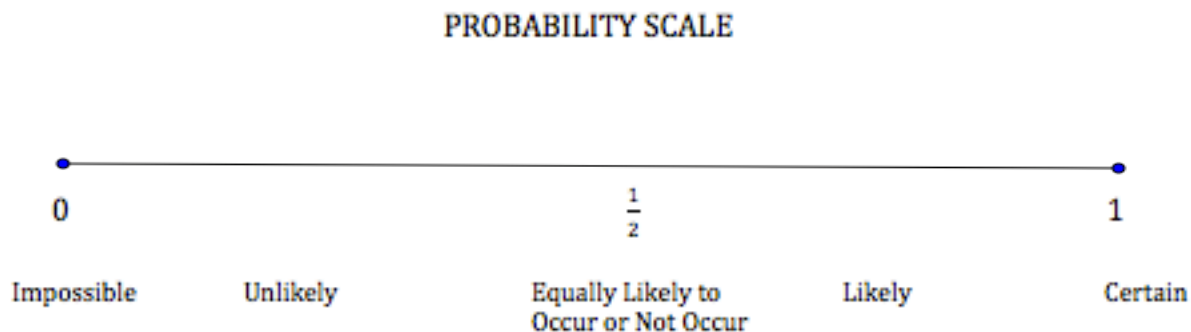 PROBABILITY SCALE
0 1/2 1
Impossible Unlikely Equally Likely to Likely Certain
Occur or Not Occur